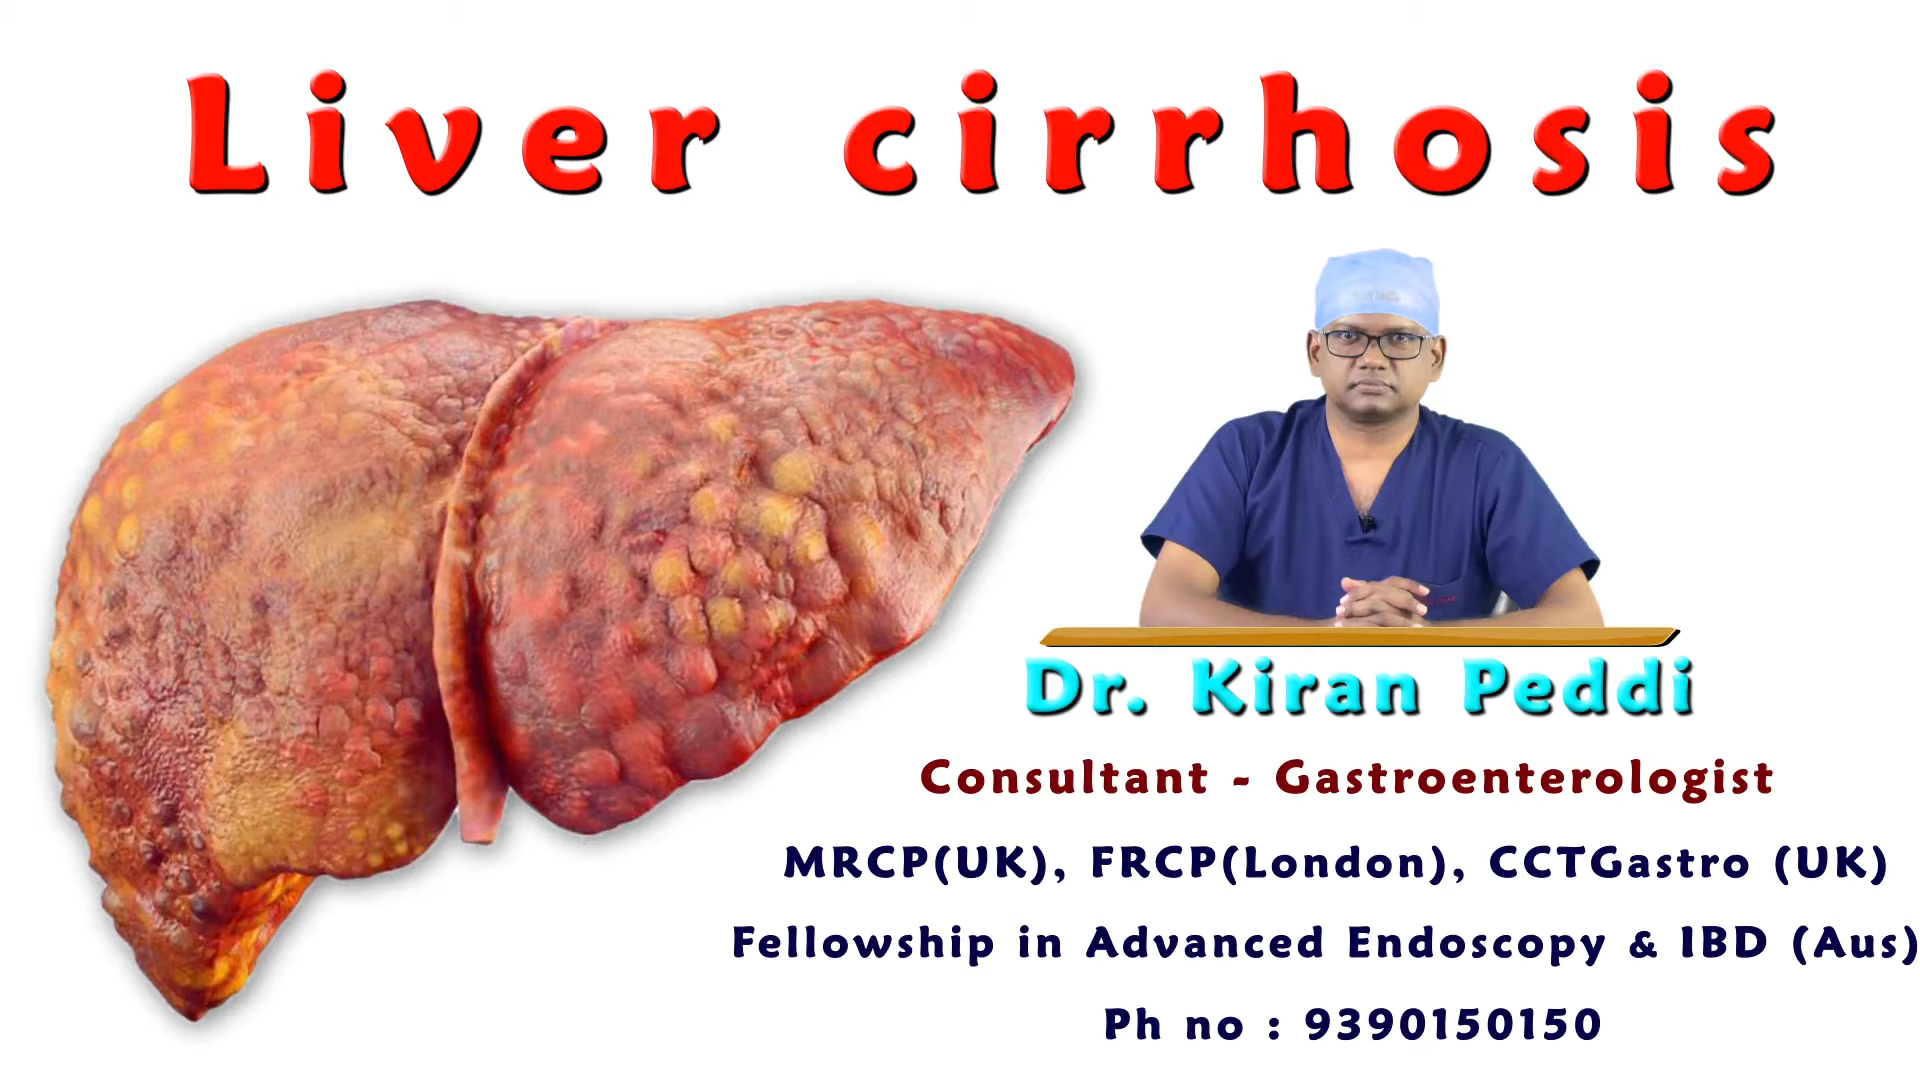 Liver cirrhosis
Dr. Kiran Peddi
Consultant - Gastroenterologist
MRCP(UK), FRCP(London), CCTGastro (UK)
Fellowship in Advanced Endoscopy & IBD (Aus)
Ph no : 9390150150